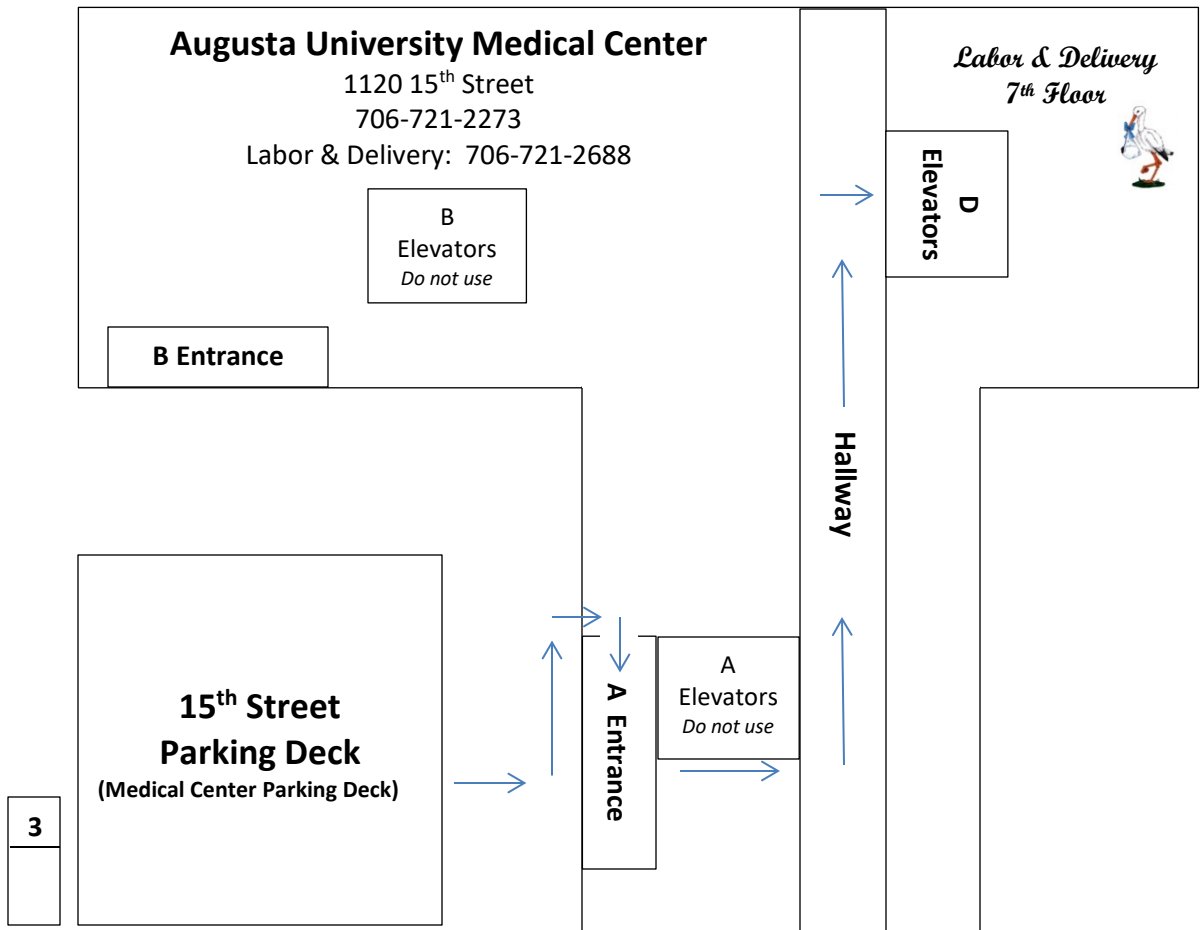 Augusta University Medical Center
1120 15th Street
706-721-2273
Labor & Delivery: 706-721-2688
Labor & Delivery
7th Floor
D
Elevators
B
Elevators
Do not use
B Entrance
Hallway
15th Street
Parking Deck
(Medical Center Parking Deck)
A Entrance
A
Elevators
Do not use
3